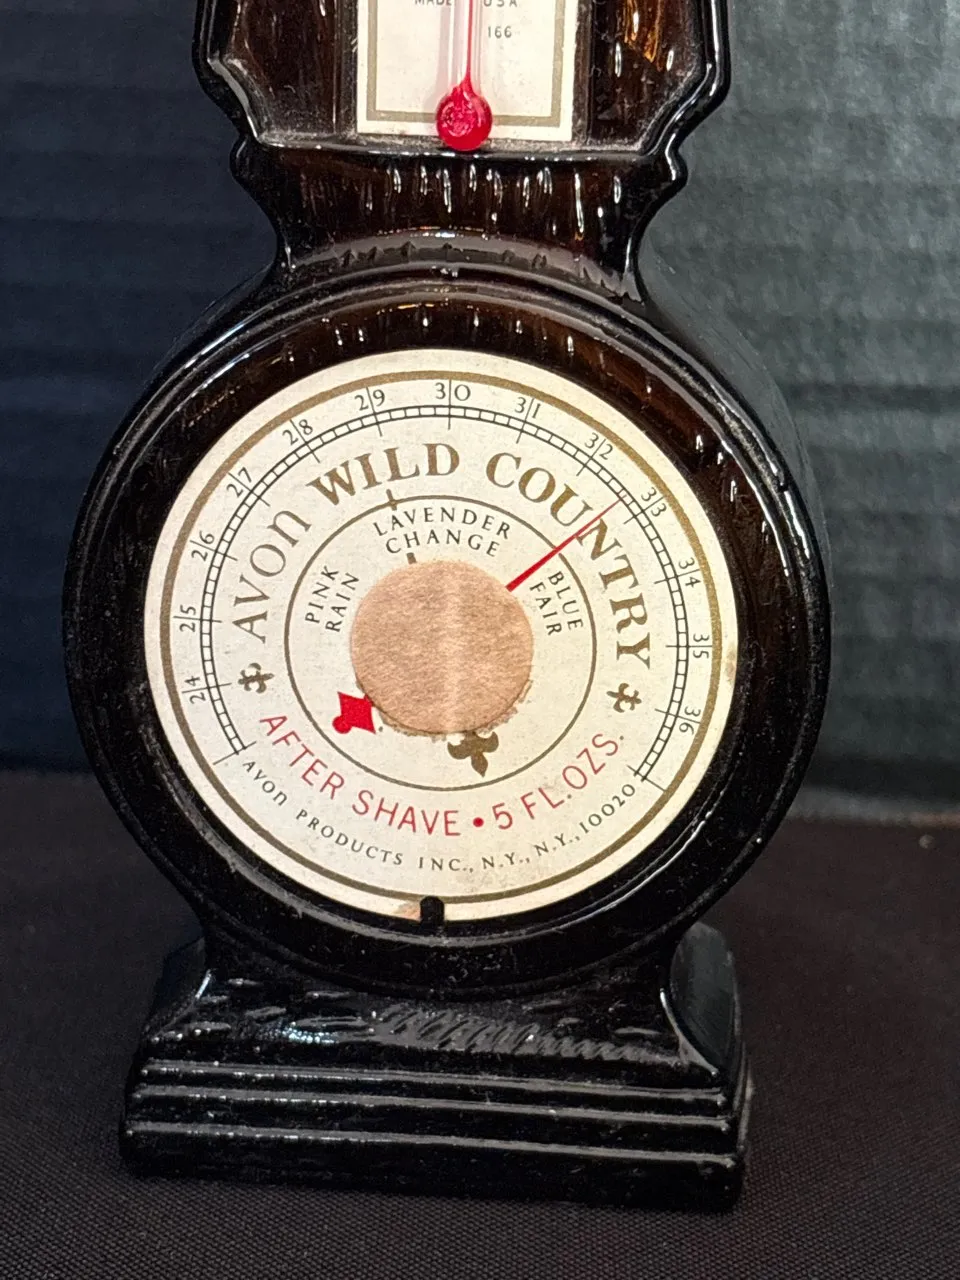 MADE USA
166
24 25 26 27 28 29 30 31 32 33 34 35 36
AVON WILD COUNTRY
LAVENDER
CHANGE
PINK
RAIN
BLUE
FAIR
AFTER SHAVE • 5 FL.OZS.
AVON PRODUCTS INC., N.Y., N.Y., 10020